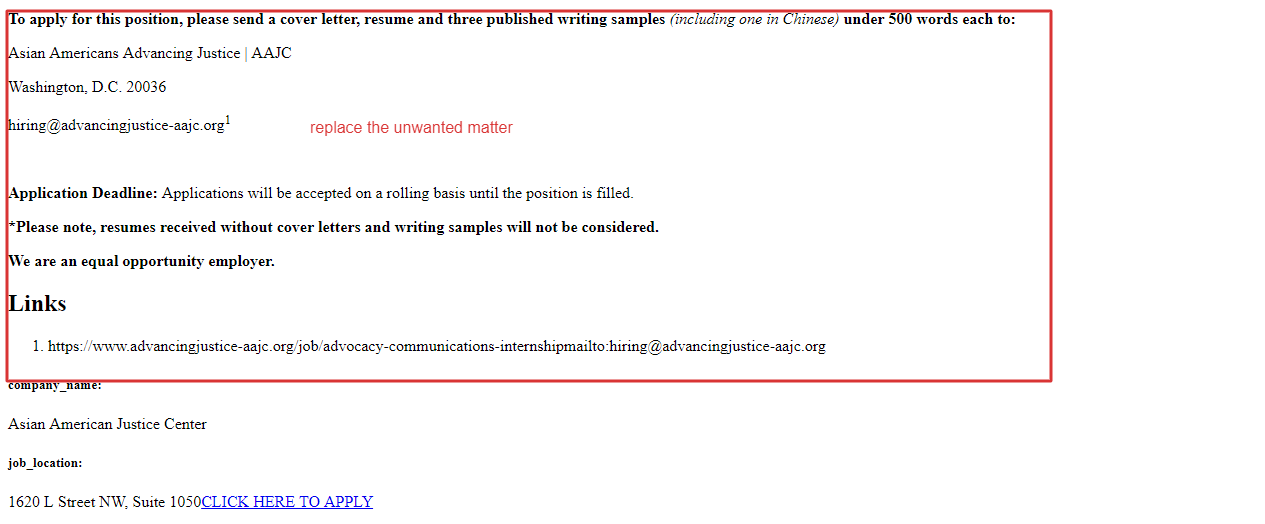 To apply for this position, please send a cover letter, resume and three published writing samples (including one in Chinese) under 500 words each to:
Asian Americans Advancing Justice | AAJC
Washington, D.C. 20036
hiring@advancingjustice-aajc.org1
replace the unwanted matter
Application Deadline: Applications will be accepted on a rolling basis until the position is filled.
*Please note, resumes received without cover letters and writing samples will not be considered.
We are an equal opportunity employer.
Links
1. https://www.advancingjustice-aajc.org/job/advocacy-communications-internshipmailto:hiring@advancingjustice-aajc.org
company_name:
Asian American Justice Center
job_location:
1620 L Street NW, Suite 1050CLICK HERE TO APPLY